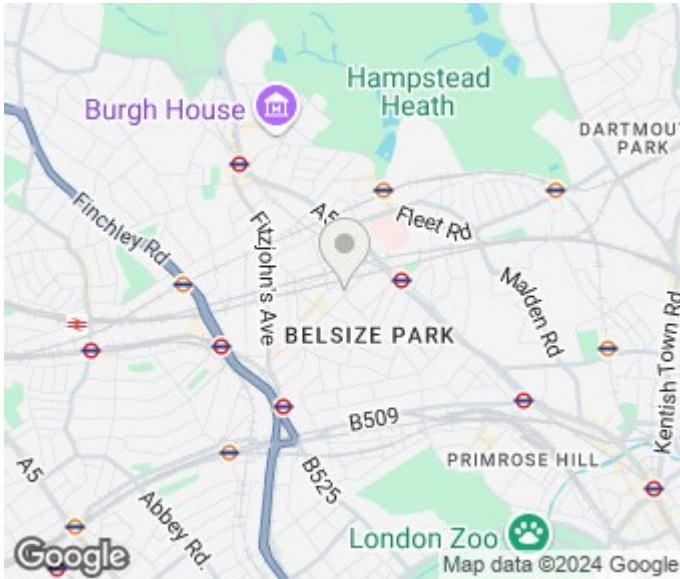 Hampstead
Heath
Burgh House
DARTMOU
PARK
Finchley Rd
Fitzjohn's Ave
A5
Fleet Rd
Malden Rd
BELSIZE PARK
Kentish Town Rd
B509
PRIMROSE HILL
A5
Abbey Rd.
B525
London Zoo
Google
Map data ©2024 Google